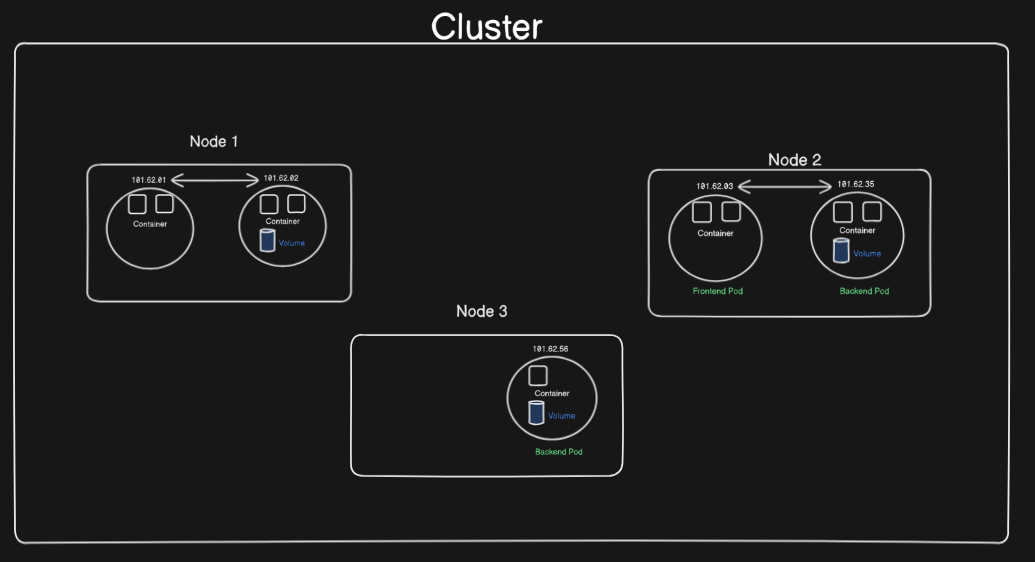 Cluster
Node 1
101.62.01
101.62.02
Container
Container
Volume
Node 2
101.62.03
101.62.35
Container
Container
Volume
Frontend Pod
Backend Pod
Node 3
101.62.56
Container
Volume
Backend Pod